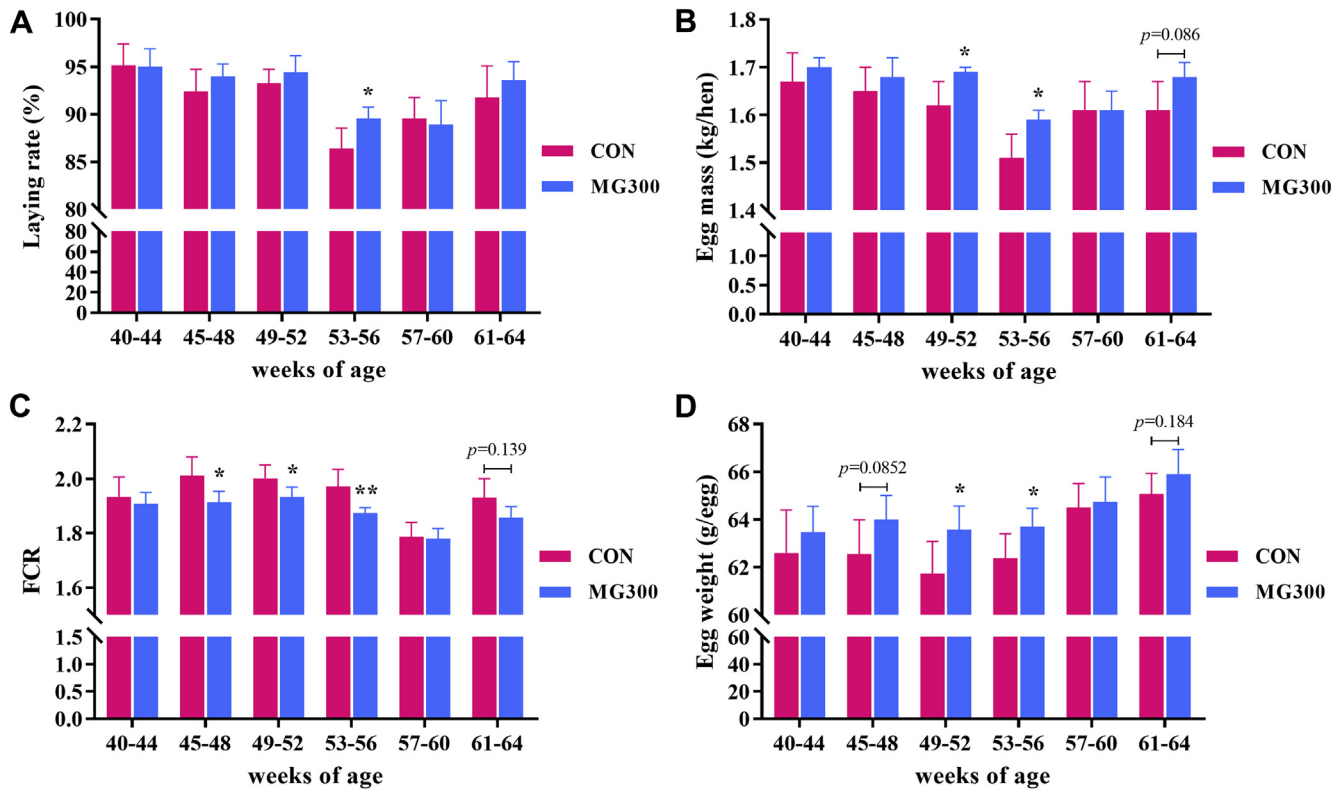 A
Laying rate (%)
100
95
90
85
80
80
60
40
20
0
*
40-44 45-48 49-52 53-56 57-60 61-64
weeks of age
CON
MG300
B
Egg mass (kg/hen)
1.8
1.7
1.6
1.5
1.4
1.0
0.5
0.0
*
*
p=0.086
40-44 45-48 49-52 53-56 57-60 61-64
weeks of age
CON
MG300
C
FCR
2.2
2.0
1.8
1.6
1.5
1.0
0.5
0.0
*
*
**
p=0.139
40-44 45-48 49-52 53-56 57-60 61-64
weeks of age
CON
MG300
D
Egg weight (g/egg)
68
66
64
62
60
60
40
20
0
p=0.0852
*
*
p=0.184
40-44 45-48 49-52 53-56 57-60 61-64
weeks of age
CON
MG300